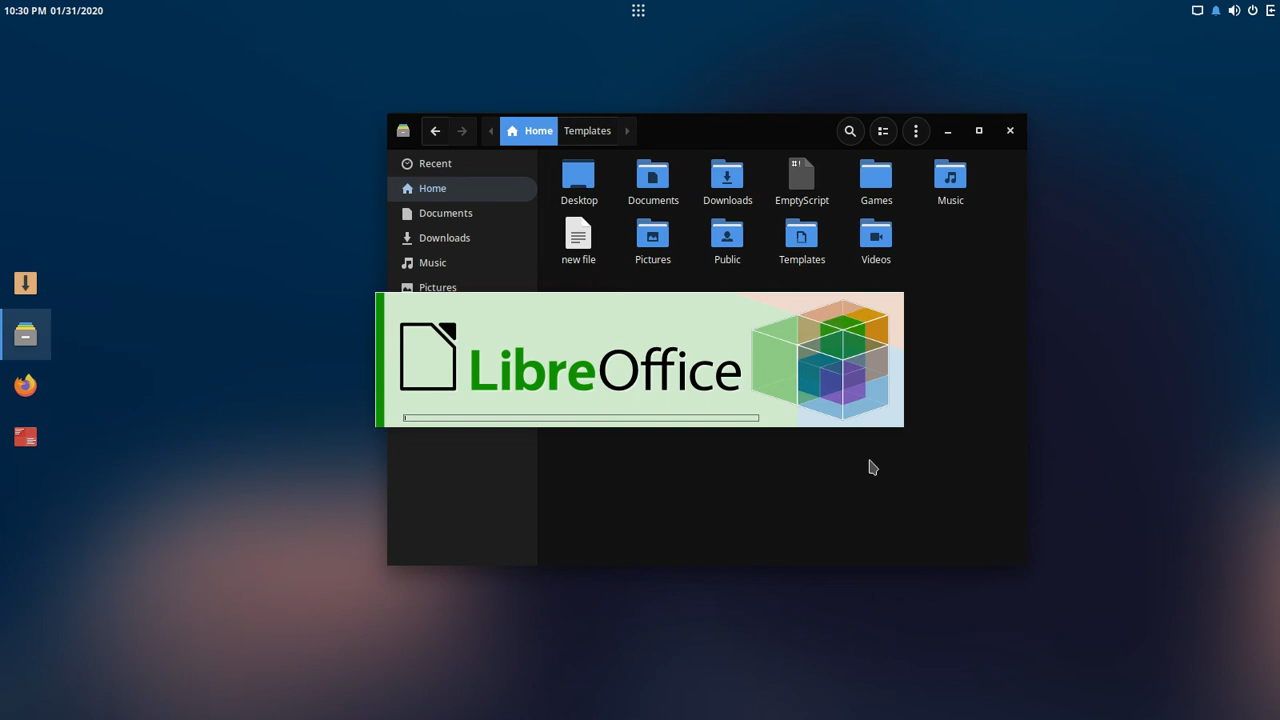 10:30 PM 01/31/2020
Home Templates
Recent
Home
Documents
Downloads
Music
Pictures
Desktop Documents Downloads EmptyScript Games Music
#!
new file Pictures Public Templates Videos
LibreOffice